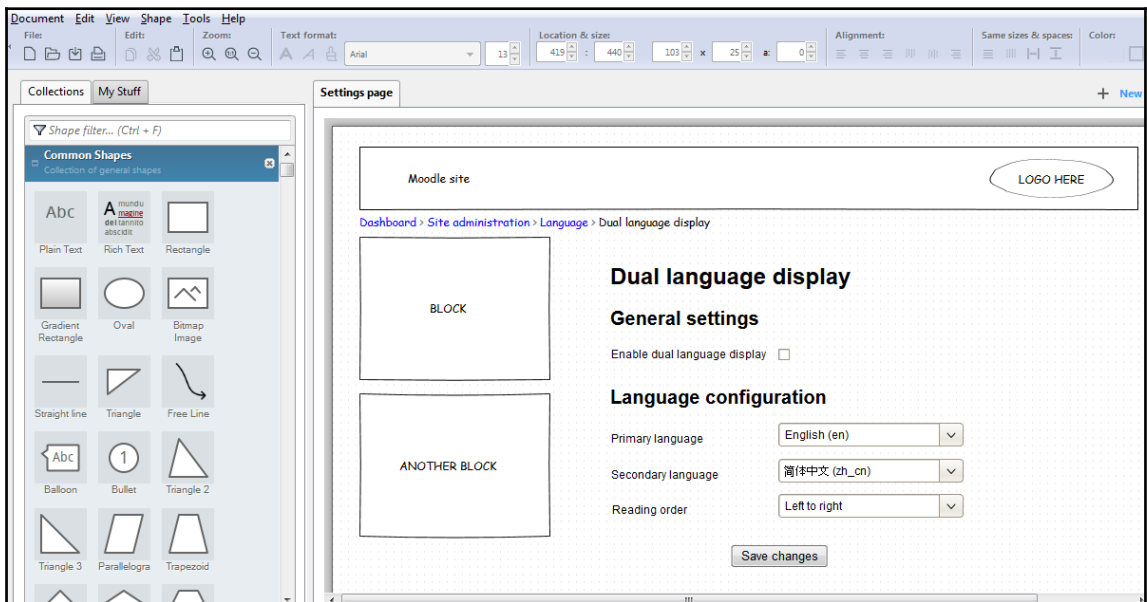 Document Edit View Shape Tools Help
File: Edit: Zoom: Text format: Location & size: Alignment: Same sizes & spaces: Color:
Arial 13 419 : 440 103 x 25 a: 0
Collections My Stuff
Settings page
+ New
Shape filter... (Ctrl + F)
Common Shapes
Collection of general shapes
Abc
A mundu
magine
del tannito
abscidit
Plain Text Rich Text Rectangle
Gradient
Rectangle
Oval
Bitmap
Image
Straight line Triangle Free Line
Abc
1
Balloon Bullet Triangle 2
Triangle 3 Parallelogra Trapezoid
Moodle site
LOGO HERE
Dashboard > Site administration > Language > Dual language display
BLOCK
ANOTHER BLOCK
Dual language display
General settings
Enable dual language display
Language configuration
Primary language English (en)
Secondary language 简体中文 (zh_cn)
Reading order Left to right
Save changes